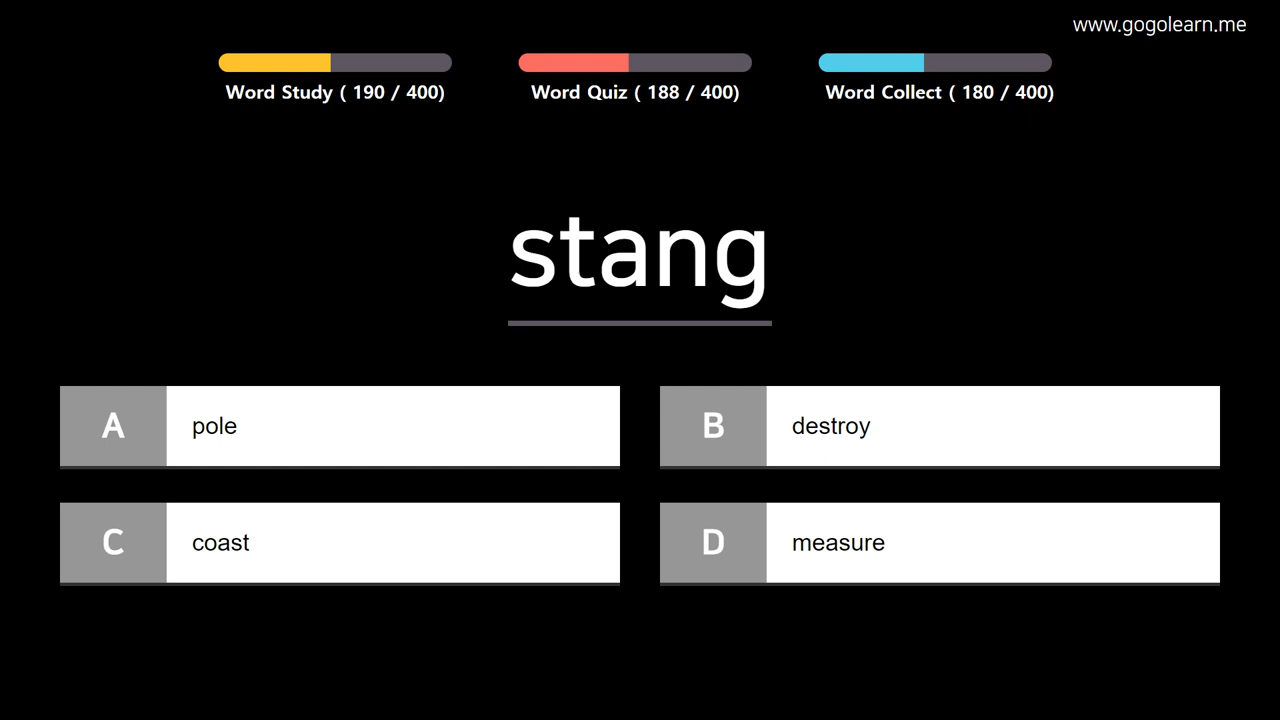 www.gogolearn.me
Word Study ( 190 / 400)
Word Quiz ( 188 / 400)
Word Collect ( 180 / 400)
stang
A pole
B destroy
C coast
D measure